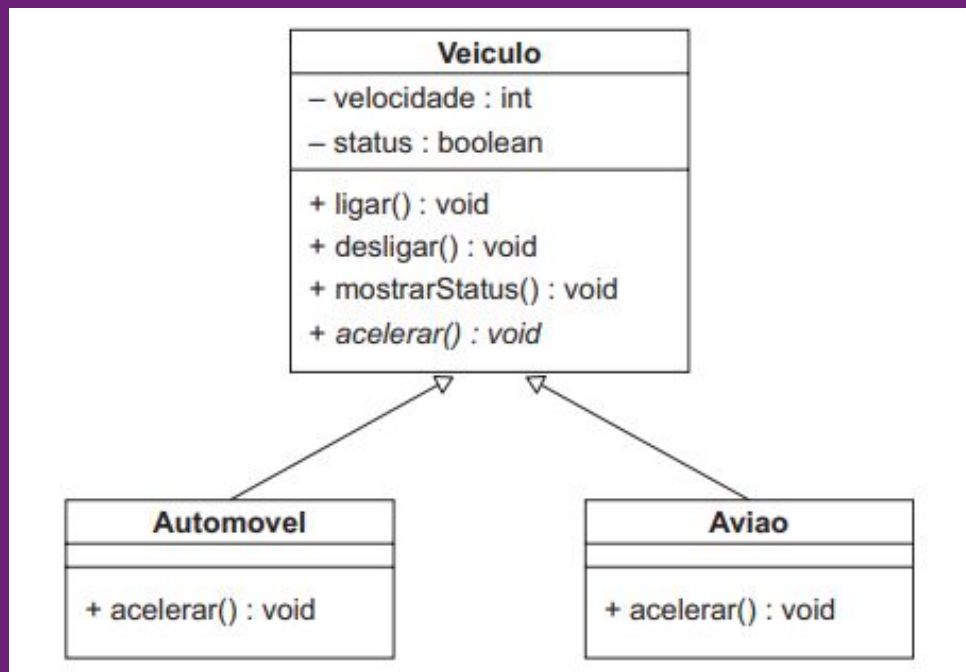 Veiculo
– velocidade : int
– status : boolean
+ ligar() : void
+ desligar() : void
+ mostrarStatus() : void
+ acelerar() : void
Automovel
+ acelerar() : void
Aviao
+ acelerar() : void